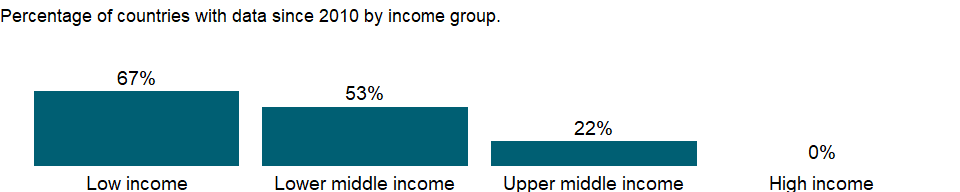 Percentage of countries with data since 2010 by income group.
67%
53%
22%
0%
Low income
Lower middle income
Upper middle income
High income